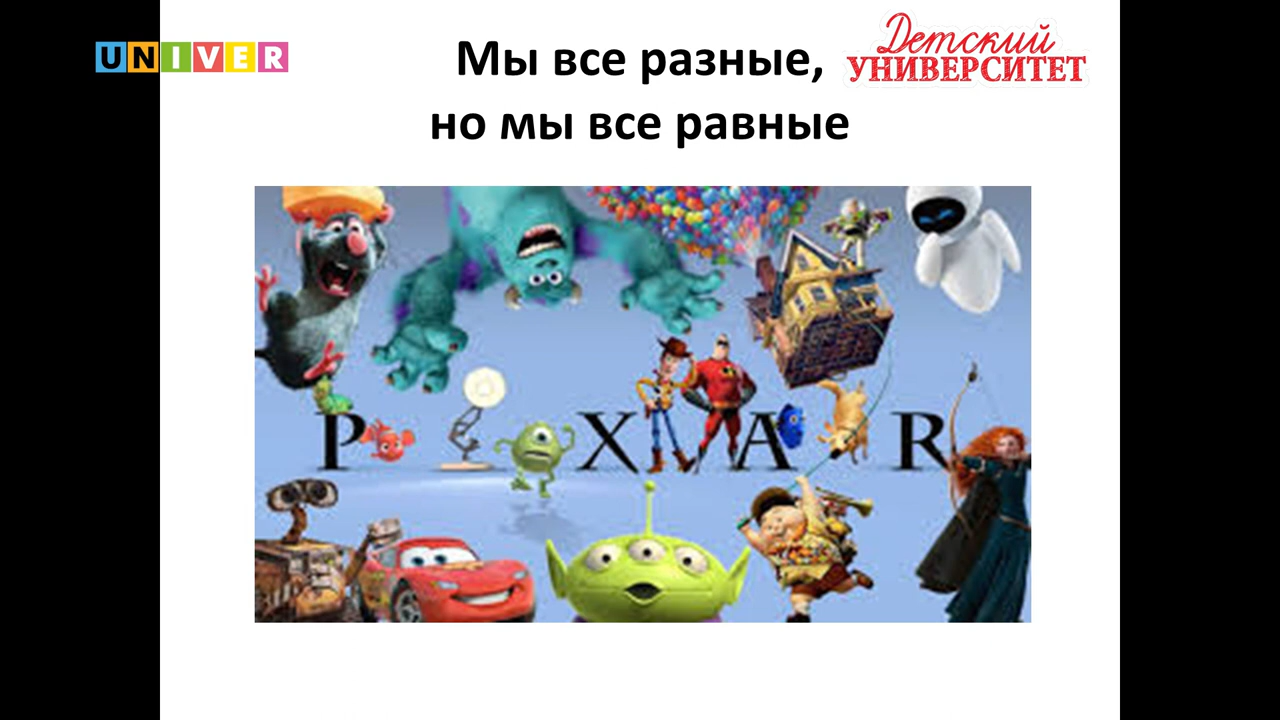 UNIVER
Мы все разные,
но мы все равные
Детский
УНИВЕРСИТЕТ
PIXAR